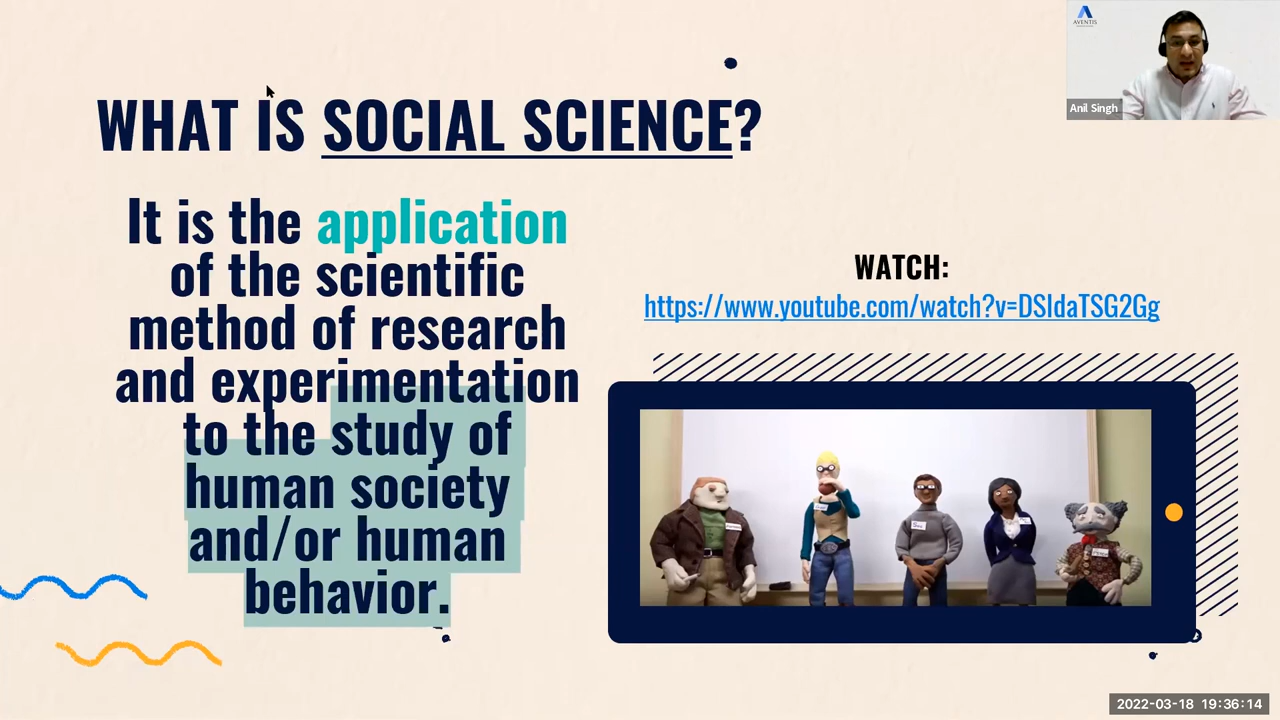 AVENTIS
Anil Singh
WHAT IS SOCIAL SCIENCE?
It is the application
of the scientific
method of research
and experimentation
to the study of
human society
and/or human
behavior.
WATCH:
https://www.youtube.com/watch?v=DSIdaTSG2Gg
2022-03-18 19:36:14